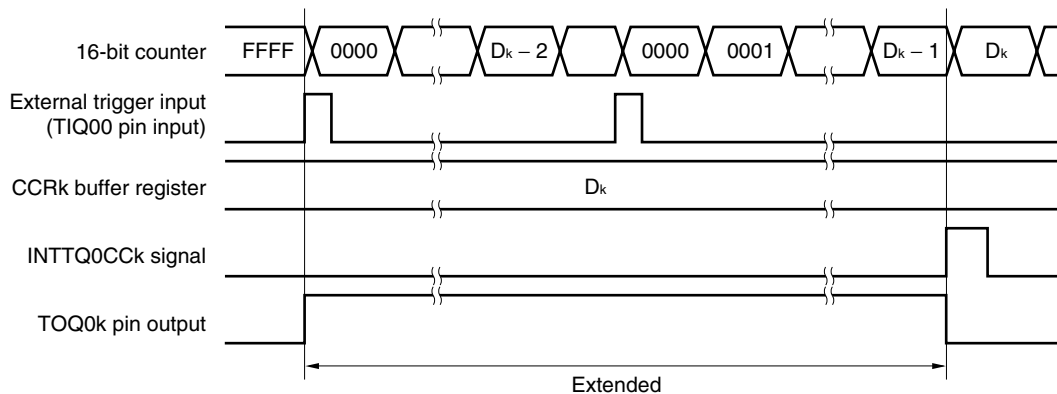 16-bit counter
FFFF 0000 Dk − 2 0000 0001 Dk − 1 Dk
External trigger input
(TIQ00 pin input)
CCRk buffer register
Dk
INTTQ0CCk signal
TOQ0k pin output
Extended